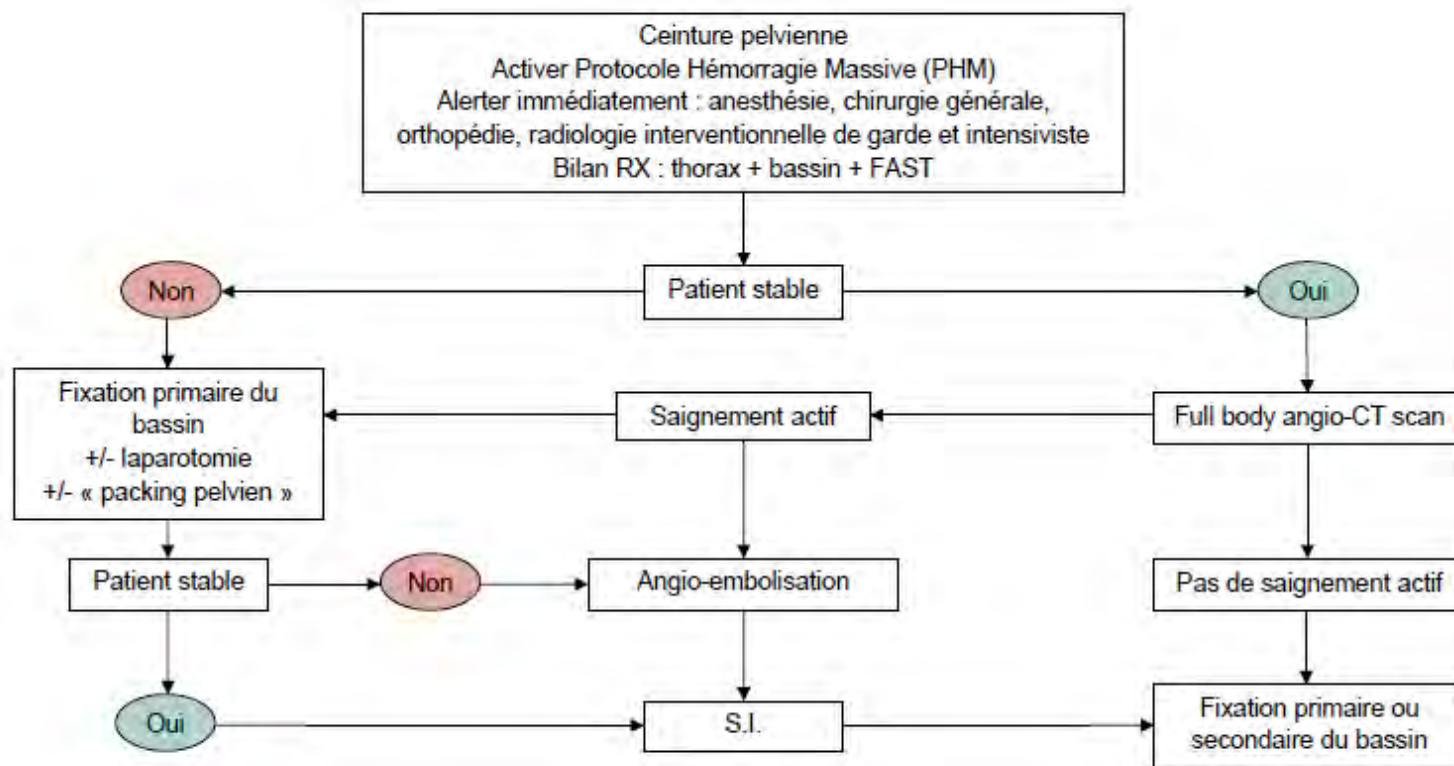 Ceinture pelvienne
Activer Protocole Hémorragie Massive (PHM)
Alerter immédiatement : anesthésie, chirurgie générale,
orthopédie, radiologie interventionnelle de garde et intensiviste
Bilan RX : thorax + bassin + FAST
Non
Patient stable
Oui
Fixation primaire du
bassin
+/- laparotomie
+/- « packing pelvien »
Saignement actif
Full body angio-CT scan
Patient stable
Non
Angio-embolisation
Pas de saignement actif
Oui
S.I.
Fixation primaire ou
secondaire du bassin